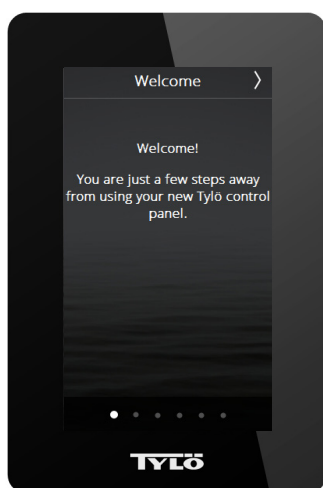 Welcome
Welcome!
You are just a few steps away
from using your new Tylö control
panel.
TYLÖ